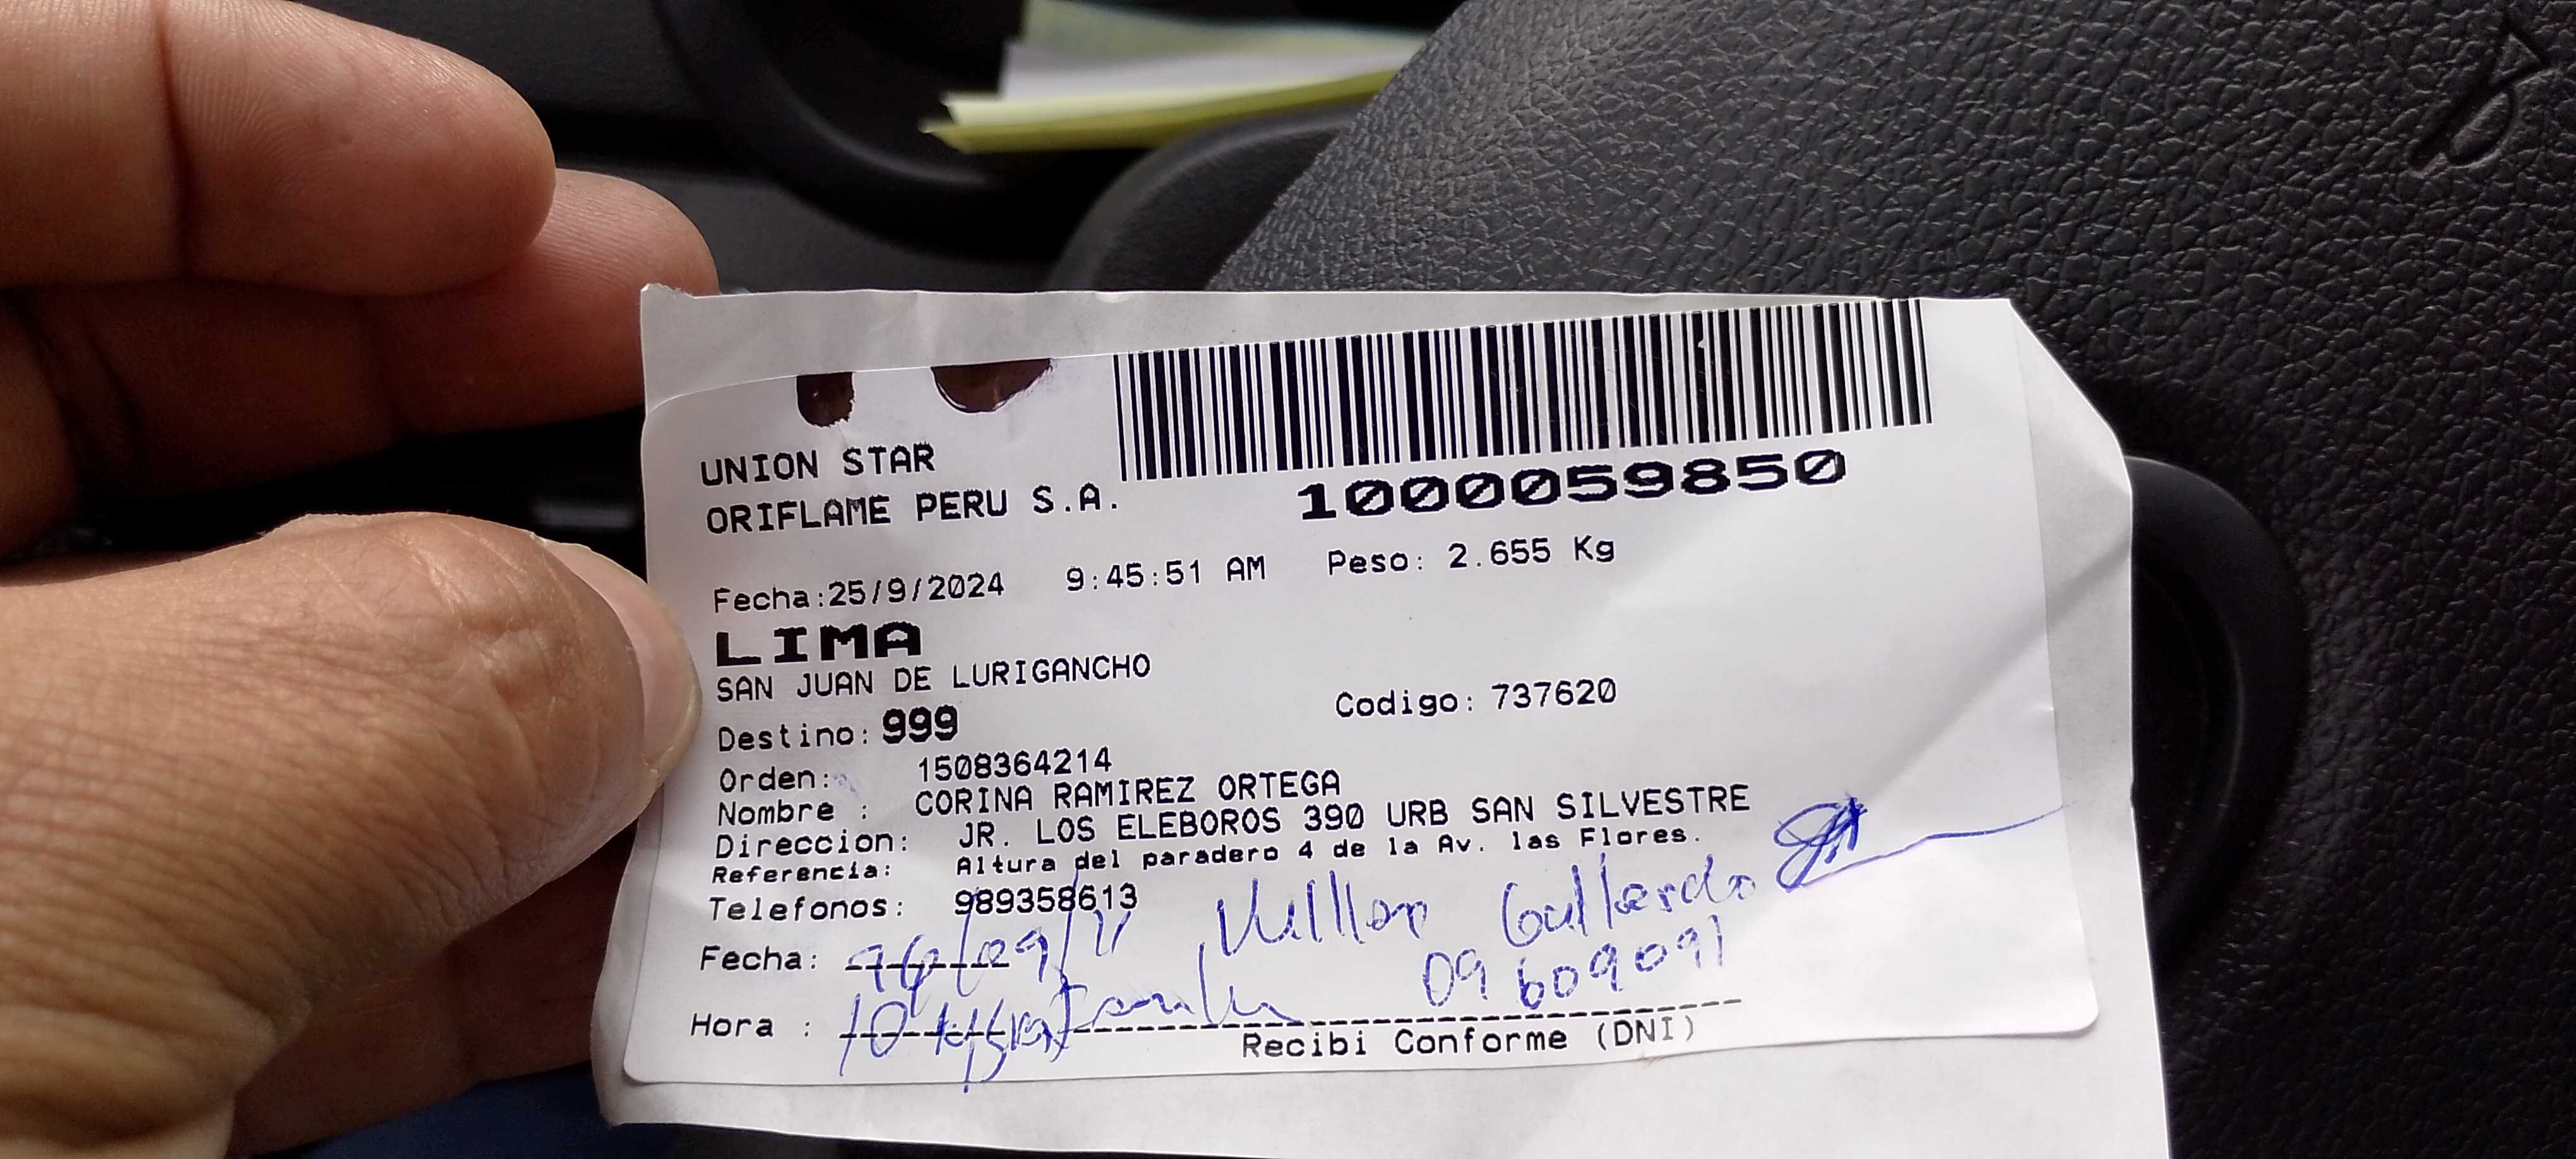 UNION STAR
ORIFLAME PERU S.A.
1000059850
Fecha:25/9/2024 9:45:51 AM Peso: 2.655 Kg
LIMA
SAN JUAN DE LURIGANCHO
Destino: 999 Codigo: 737620
Orden: 1508364214
Nombre : CORINA RAMIREZ ORTEGA
Direccion: JR. LOS ELEBOROS 390 URB SAN SILVESTRE
Referencia: Altura del paradero 4 de la Av. las Flores.
Telefonos: 989358613
Gallardo
Fecha:
09609091
Hora : 10
Recibi Conforme (DNI)